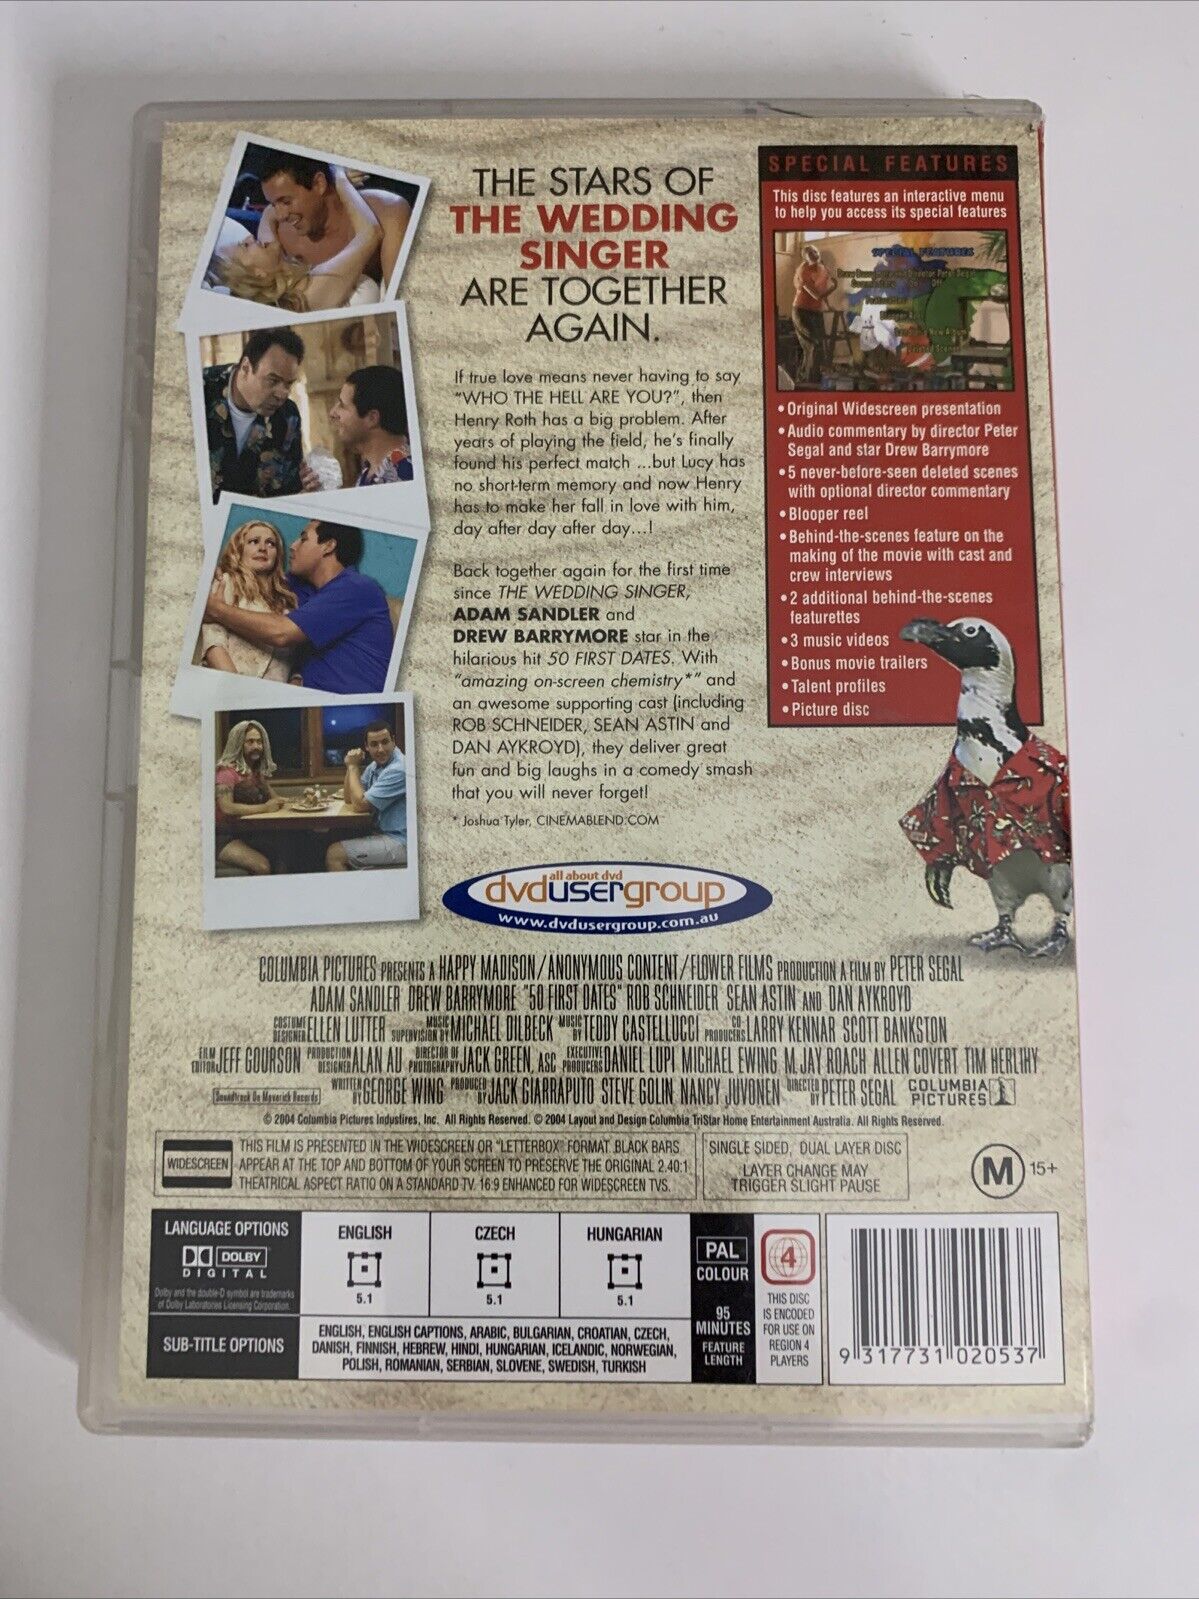 THE STARS OF
THE WEDDING
SINGER
ARE TOGETHER
AGAIN.
If true love means never having to say
"WHO THE HELL ARE YOU?", then
Henry Roth has a big problem. After
years of playing the field, he's finally
found his perfect match ...but Lucy has
no short-term memory and now Henry
has to make her fall in love with him,
day after day after day...!
Back together again for the first time
since THE WEDDING SINGER,
ADAM SANDLER and
DREW BARRYMORE star in the
hilarious hit 50 FIRST DATES. With
"amazing on-screen chemistry*" and
an awesome supporting cast (including
ROB SCHNEIDER, SEAN ASTIN and
DAN AYKROYD), they deliver great
fun and big laughs in a comedy smash
that you will never forget!
* Joshua Tyler, CINEMABLEND.COM
SPECIAL FEATURES
This disc features an interactive menu
to help you access its special features
SPECIAL FEATURES
• Original Widescreen presentation
• Audio commentary by director Peter
Segal and star Drew Barrymore
• 5 never-before-seen deleted scenes
with optional director commentary
• Blooper reel
• Behind-the-scenes feature on the
making of the movie with cast and
crew interviews
• 2 additional behind-the-scenes
featurettes
• 3 music videos
• Bonus movie trailers
• Talent profiles
• Picture disc
all about dvd
dvdusergroup
www.dvdusergroup.com.au
COLUMBIA PICTURES PRESENTS A HAPPY MADISON/ANONYMOUS CONTENT/FLOWER FILMS PRODUCTION A FILM BY PETER SEGAL
ADAM SANDLER DREW BARRYMORE "50 FIRST DATES" ROB SCHNEIDER SEAN ASTIN AND DAN AYKROYD
COSTUME DESIGNER ELLEN LUTTER MUSIC SUPERVISION BY MICHAEL DILBECK MUSIC BY TEDDY CASTELLUCCI CO-PRODUCERS LARRY KENNAR SCOTT BANKSTON
FILM EDITOR JEFF GOURSON PRODUCTION DESIGNER ALAN AU DIRECTOR OF PHOTOGRAPHY JACK GREEN, ASC EXECUTIVE PRODUCERS DANIEL LUPI MICHAEL EWING M. JAY ROACH ALLEN COVERT TIM HERLIHY
Soundtrack On Maverick Records WRITTEN BY GEORGE WING PRODUCED BY JACK GIARRAPUTO STEVE GOLIN NANCY JUVONEN DIRECTED BY PETER SEGAL COLUMBIA PICTURES
© 2004 Columbia Pictures Industires, Inc. All Rights Reserved. © 2004 Layout and Design Columbia TriStar Home Entertainment Australia. All Rights Reserved.
WIDESCREEN
THIS FILM IS PRESENTED IN THE WIDESCREEN OR "LETTERBOX" FORMAT. BLACK BARS
APPEAR AT THE TOP AND BOTTOM OF YOUR SCREEN TO PRESERVE THE ORIGINAL 2.40:1
THEATRICAL ASPECT RATIO ON A STANDARD TV. 16:9 ENHANCED FOR WIDESCREEN TVS.
SINGLE SIDED, DUAL LAYER DISC
LAYER CHANGE MAY
TRIGGER SLIGHT PAUSE
M 15+
LANGUAGE OPTIONS
DOLBY
DIGITAL
Dolby and the double-D symbol are trademarks
of Dolby Laboratories Licensing Corporation.
ENGLISH
5.1
CZECH
5.1
HUNGARIAN
5.1
SUB-TITLE OPTIONS
ENGLISH, ENGLISH CAPTIONS, ARABIC, BULGARIAN, CROATIAN, CZECH,
DANISH, FINNISH, HEBREW, HINDI, HUNGARIAN, ICELANDIC, NORWEGIAN,
POLISH, ROMANIAN, SERBIAN, SLOVENE, SWEDISH, TURKISH
PAL
COLOUR
95
MINUTES
FEATURE
LENGTH
4
THIS DISC
IS ENCODED
FOR USE ON
REGION 4
PLAYERS
9 317731 020537